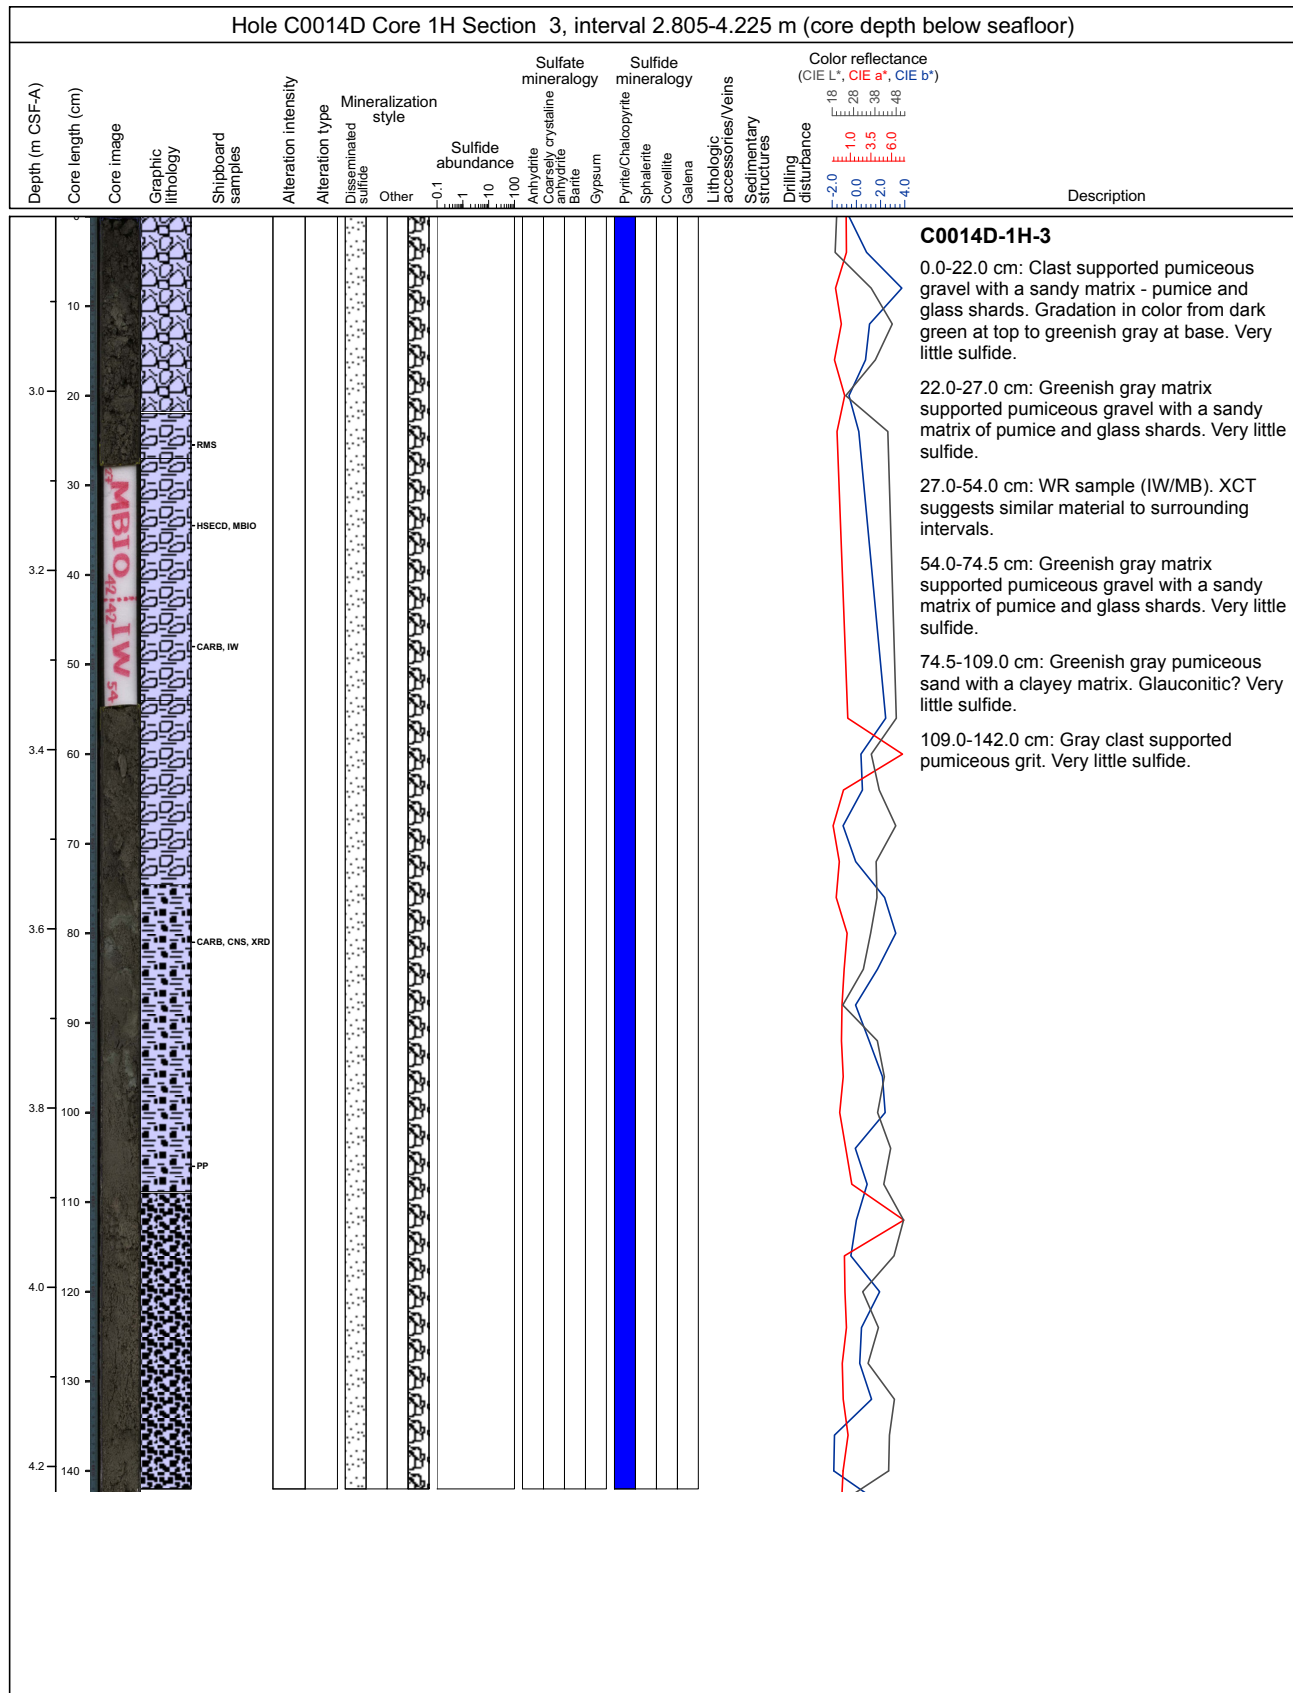 Hole C0014D Core 1H Section 3, interval 2.805-4.225 m (core depth below seafloor)
Depth (m CSF-A)
Core length (cm)
Core image
Graphic
lithology
Shipboard
samples
Alteration intensity
Alteration type
Mineralization
style
Disseminated
sulfide
Other
Sulfide
abundance
0.1
1
10
100
Sulfate
mineralogy
Anhydrite
Coarsely crystaline
anhydrite
Barite
Gypsum
Sulfide
mineralogy
Pyrite/Chalcopyrite
Sphalerite
Covellite
Galena
Lithologic
accessories/Veins
Sedimentary
structures
Drilling
disturbance
Color reflectance
(CIE L*, CIE a*, CIE b*)
18
28
38
48
1.0
3.5
6.0
-2.0
0.0
2.0
4.0
Description
3.0
3.2
3.4
3.6
3.8
4.0
4.2
10
20
30
40
50
60
70
80
90
100
110
120
130
140
MBIO
42
42
IW
54
RMS
HSECD, MBIO
CARB, IW
CARB, CNS, XRD
PP
C0014D-1H-3
0.0-22.0 cm: Clast supported pumiceous
gravel with a sandy matrix - pumice and
glass shards. Gradation in color from dark
green at top to greenish gray at base. Very
little sulfide.
22.0-27.0 cm: Greenish gray matrix
supported pumiceous gravel with a sandy
matrix of pumice and glass shards. Very little
sulfide.
27.0-54.0 cm: WR sample (IW/MB). XCT
suggests similar material to surrounding
intervals.
54.0-74.5 cm: Greenish gray matrix
supported pumiceous gravel with a sandy
matrix of pumice and glass shards. Very little
sulfide.
74.5-109.0 cm: Greenish gray pumiceous
sand with a clayey matrix. Glauconitic? Very
little sulfide.
109.0-142.0 cm: Gray clast supported
pumiceous grit. Very little sulfide.